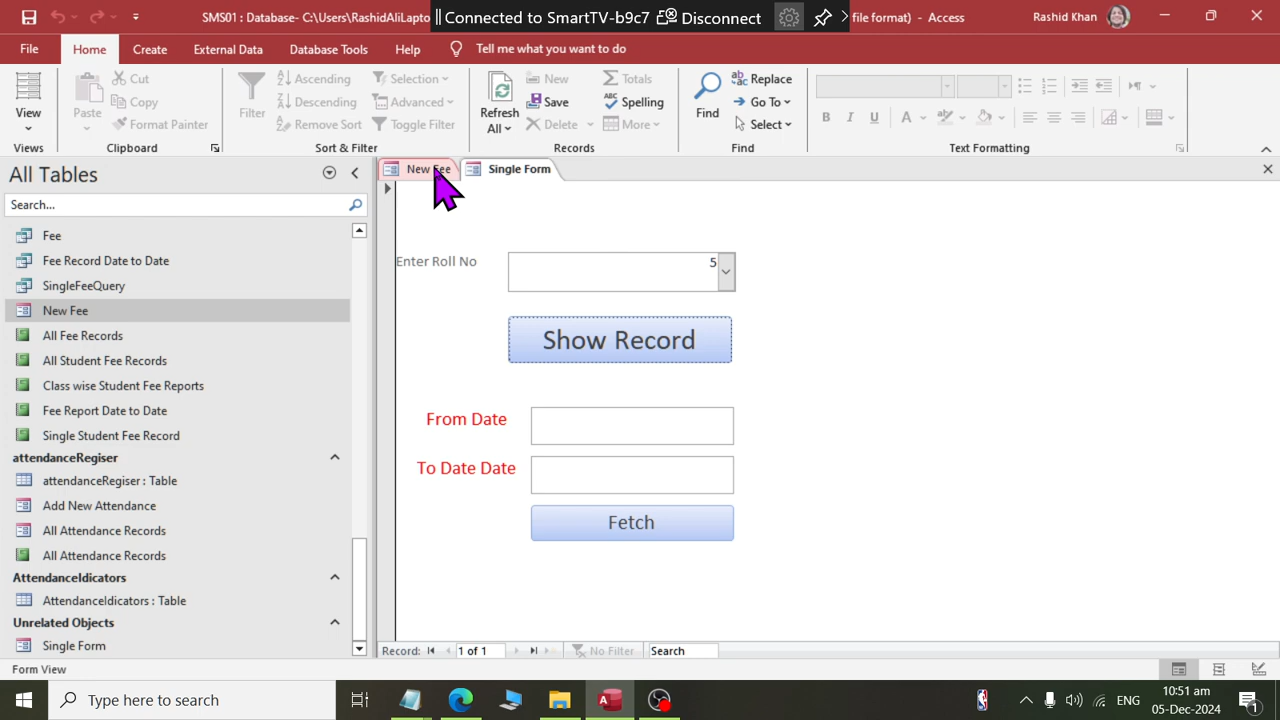 SMS01 : Database- C:\Users\RashidAliLapto
Connected to SmartTV-b9c7 Disconnect
file format) - Access
Rashid Khan
File Home Create External Data Database Tools Help Tell me what you want to do
View
Views
Paste
Cut
Copy
Format Painter
Clipboard
Filter
Ascending
Descending
Remove Sort
Selection
Advanced
Toggle Filter
Sort & Filter
Refresh
All
New
Save
Delete
Totals
Spelling
More
Records
Find
Replace
Go To
Select
Find
B I U A
Text Formatting
All Tables
Search...
Fee
Fee Record Date to Date
SingleFeeQuery
New Fee
All Fee Records
All Student Fee Records
Class wise Student Fee Reports
Fee Report Date to Date
Single Student Fee Record
attendanceRegiser
attendanceRegiser : Table
Add New Attendance
All Attendance Records
All Attendance Records
AttendanceIdicators
AttendanceIdicators : Table
Unrelated Objects
Single Form
New Fee Single Form
Enter Roll No 5
Show Record
From Date
To Date Date
Fetch
Record: 1 of 1 No Filter Search
Form View
Type here to search
ENG
10:51 am
05-Dec-2024
1